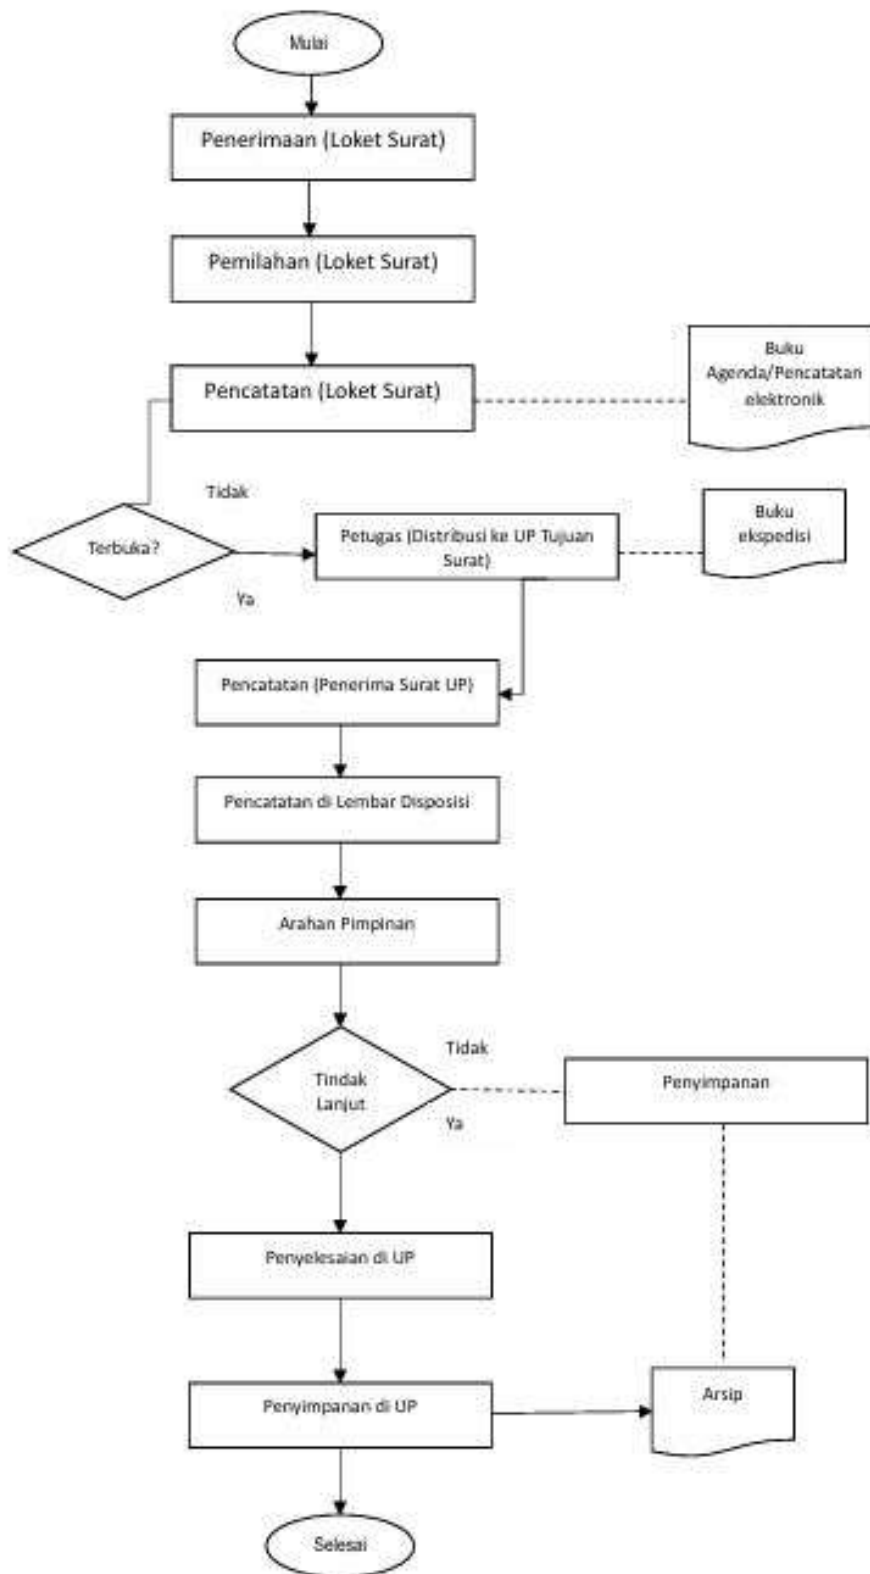 Mulai
Penerimaan (Loket Surat)
Pemilahan (Loket Surat)
Pencatatan (Loket Surat)
Buku
Agenda/Pencatatan
elektronik
Tidak
Terbuka?
Ya
Petugas (Distribusi ke UP Tujuan
Surat)
Buku
ekspedisi
Pencatatan (Penerima Surat UP)
Pencatatan di Lembar Disposisi
Arahan Pimpinan
Tindak
Lanjut
Tidak
Ya
Penyimpanan
Penyelesaian di UP
Penyimpanan di UP
Arsip
Selesai